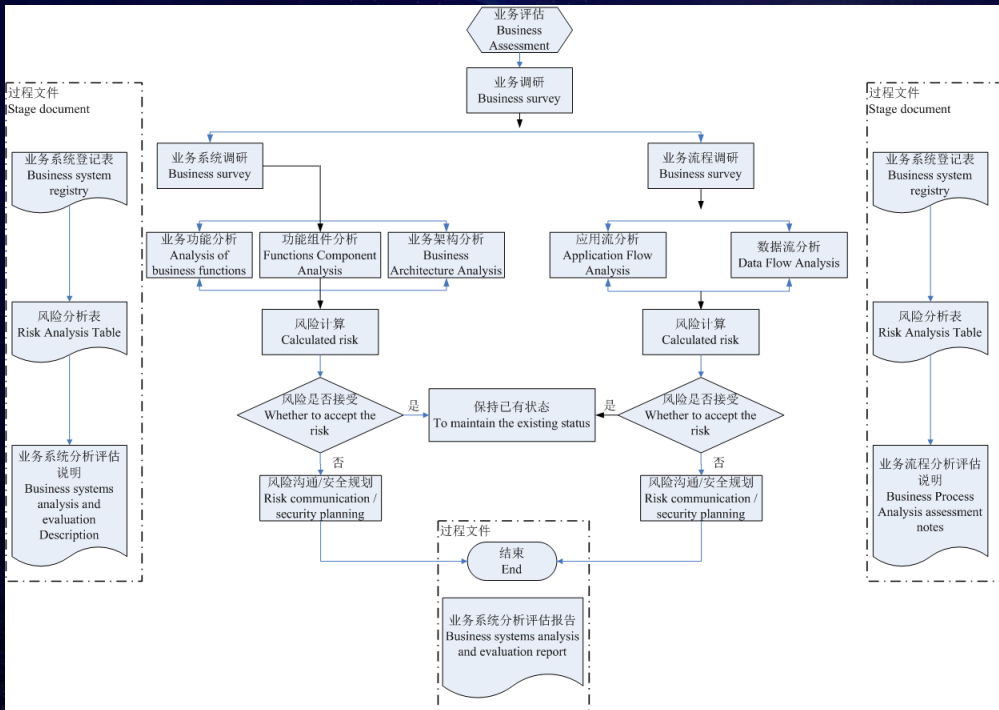 业务评估
Business
Assessment
业务调研
Business survey
过程文件
Stage document
业务系统登记表
Business system
registry
风险分析表
Risk Analysis Table
业务系统分析评估
说明
Business systems
analysis and
evaluation
Description
业务系统调研
Business survey
业务流程调研
Business survey
业务功能分析
Analysis of
business functions
功能组件分析
Functions Component
Analysis
业务架构分析
Business
Architecture Analysis
应用流分析
Application Flow
Analysis
数据流分析
Data Flow Analysis
风险计算
Calculated risk
风险计算
Calculated risk
风险是否接受
Whether to accept the
risk
是
保持已有状态
To maintain the existing status
是
风险是否接受
Whether to accept the
risk
否
否
风险沟通/安全规划
Risk communication /
security planning
风险沟通/安全规划
Risk communication /
security planning
过程文件
结束
End
业务系统分析评估报告
Business systems analysis
and evaluation report
过程文件
Stage document
业务系统登记表
Business system
registry
风险分析表
Risk Analysis Table
业务流程分析评估
说明
Business Process
Analysis assessment
notes